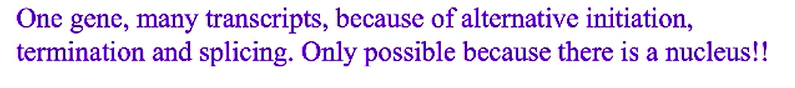 One gene, many transcripts, because of alternative initiation,
termination and splicing. Only possible because there is a nucleus!!